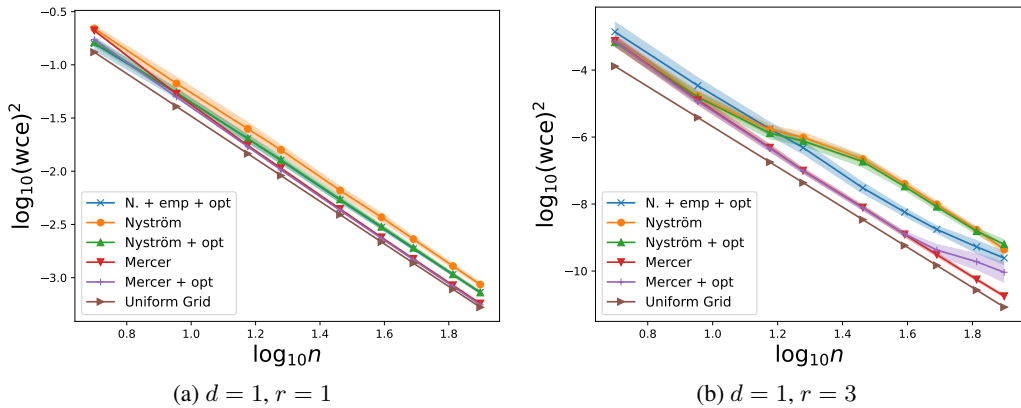 −0.5
−1.0
−1.5
−2.0
−2.5
−3.0
log₁₀(wce)²
N. + emp + opt
Nyström
Nyström + opt
Mercer
Mercer + opt
Uniform Grid
0.8 1.0 1.2 1.4 1.6 1.8
log₁₀n
(a) d = 1, r = 1
−4
−6
−8
−10
log₁₀(wce)²
N. + emp + opt
Nyström
Nyström + opt
Mercer
Mercer + opt
Uniform Grid
0.8 1.0 1.2 1.4 1.6 1.8
log₁₀n
(b) d = 1, r = 3